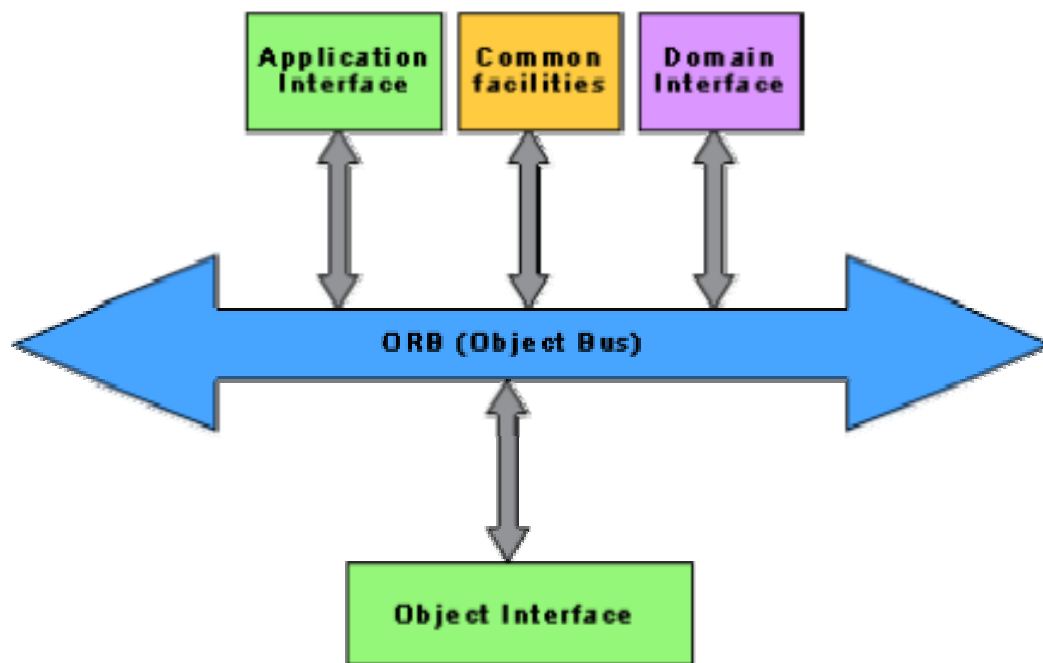 Application
Interface
Common
facilities
Domain
Interface
ORB (Object Bus)
Object Interface